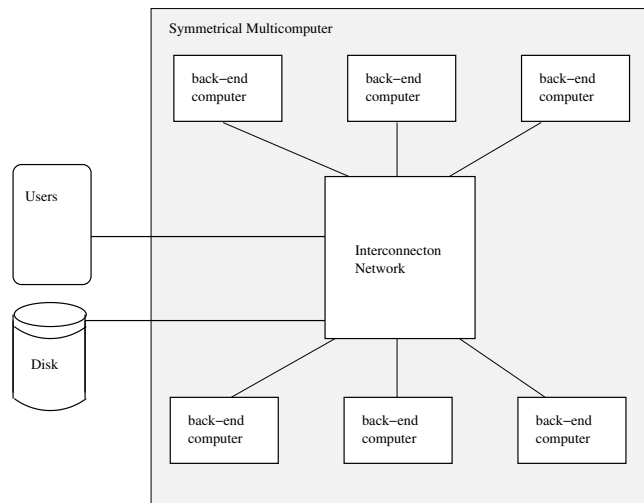 Symmetrical Multicomputer
back−end
computer
back−end
computer
back−end
computer
Users
Interconnecton
Network
Disk
back−end
computer
back−end
computer
back−end
computer